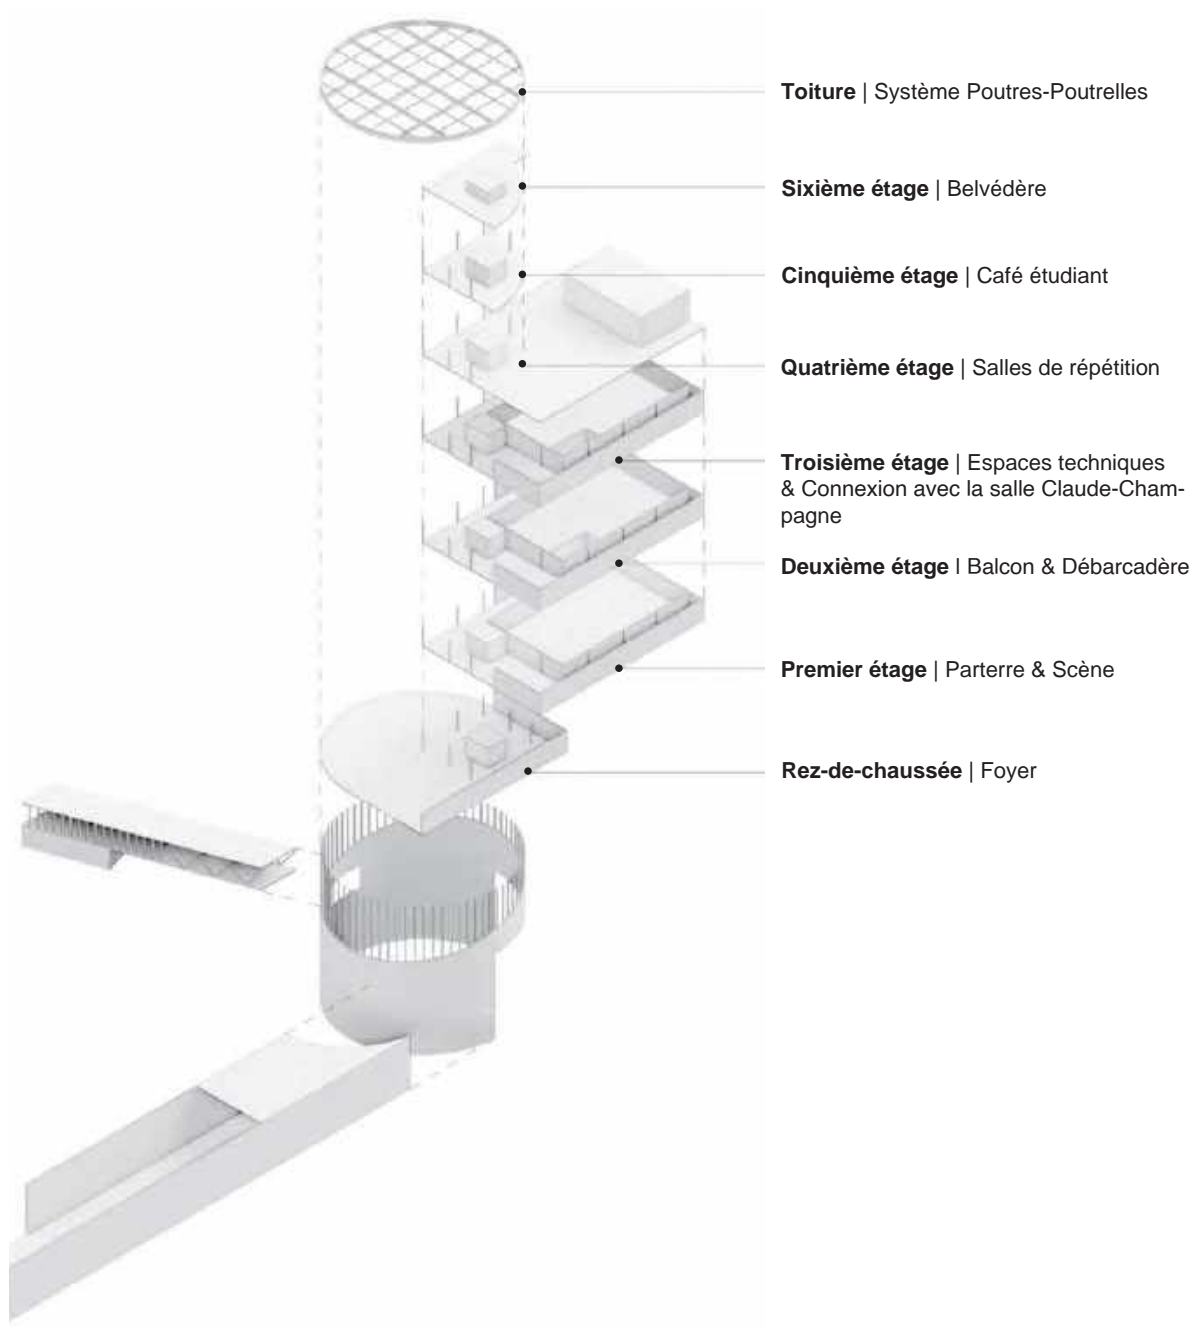 Toiture | Système Poutres-Poutrelles
Sixième étage | Belvédère
Cinquième étage | Café étudiant
Quatrième étage | Salles de répétition
Troisième étage | Espaces techniques
& Connexion avec la salle Claude-Cham-
pagne
Deuxième étage l Balcon & Débarcadère
Premier étage | Parterre & Scène
Rez-de-chaussée | Foyer